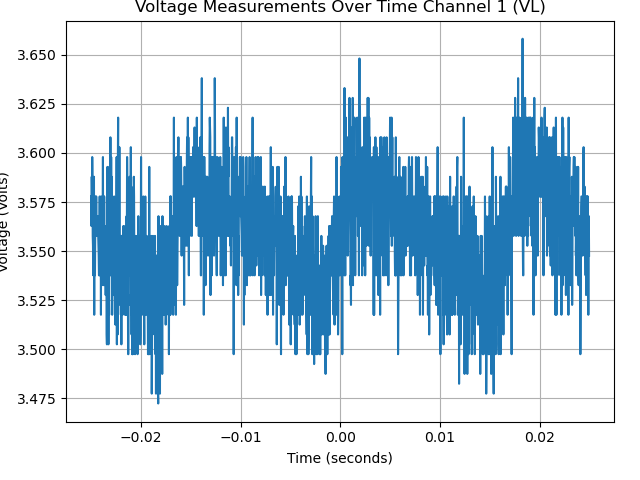 Voltage Measurements Over Time Channel 1 (VL)
3.650
3.625
3.600
3.575
3.550
3.525
3.500
3.475
Voltage (Volts)
−0.02 −0.01 0.00 0.01 0.02
Time (seconds)